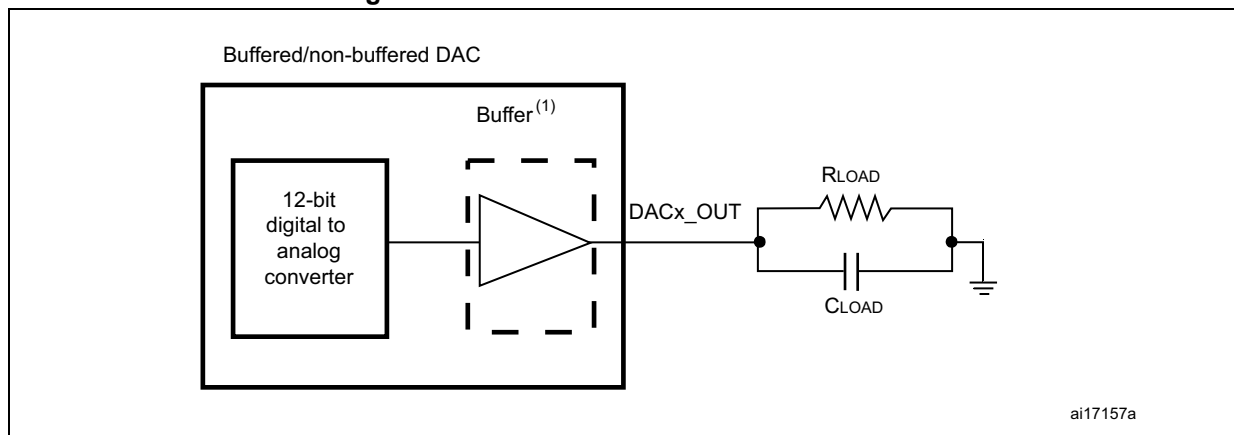 Buffered/non-buffered DAC
Buffer(1)
12-bit
digital to
analog
converter
DACx_OUT
RLOAD
CLOAD
ai17157a